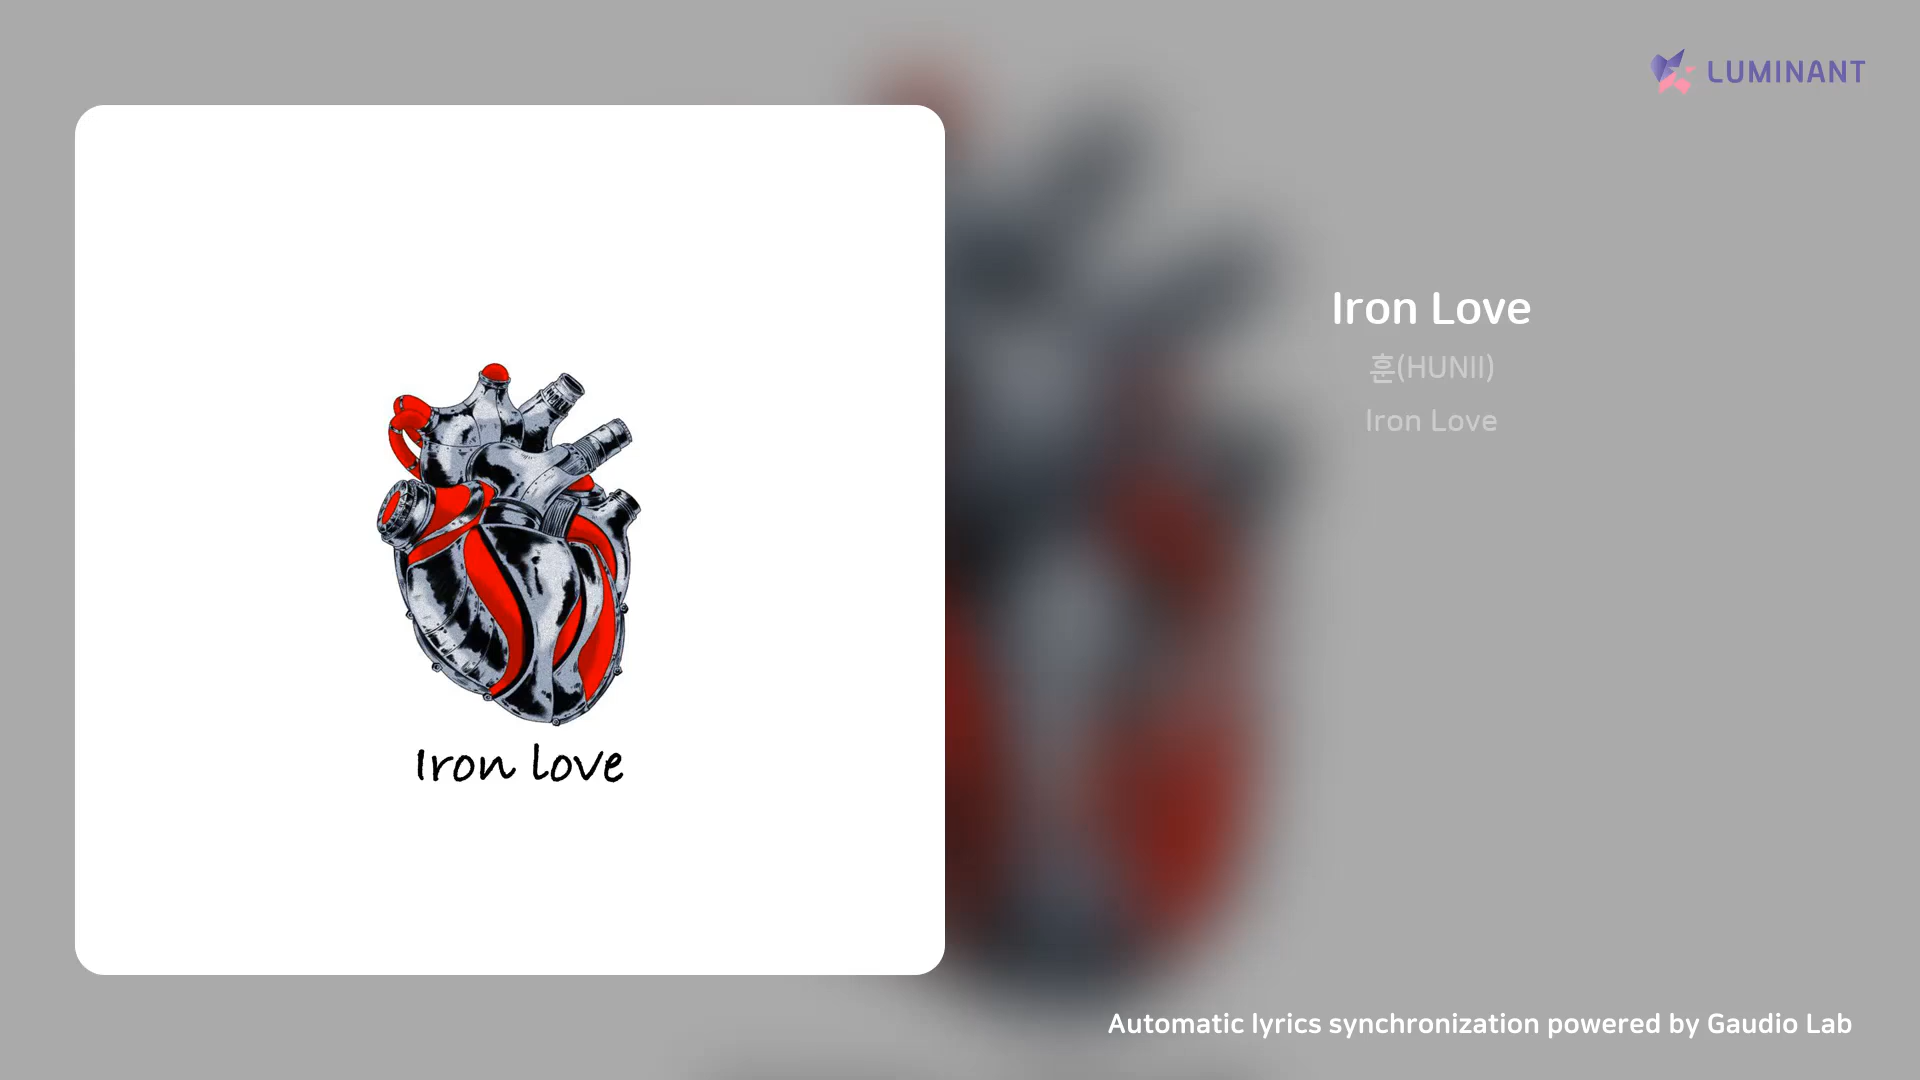 LUMINANT
Iron Love
훈(HUNII)
Iron Love
Iron love
Automatic lyrics synchronization powered by Gaudio Lab